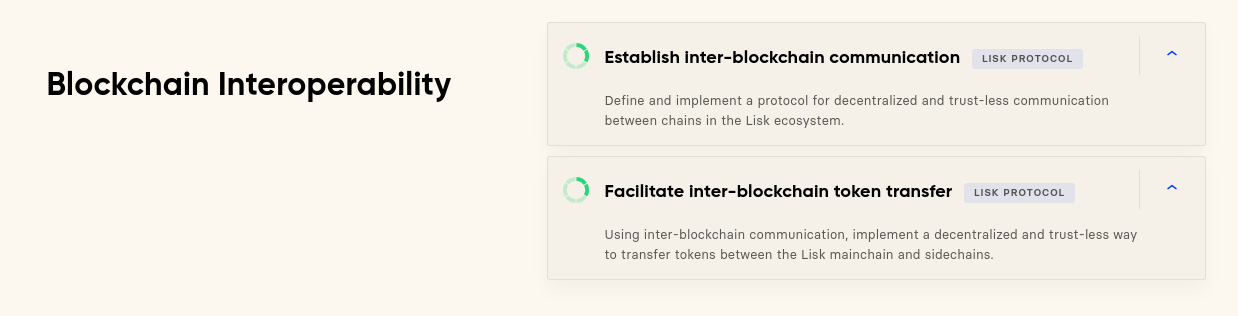 Blockchain Interoperability
Establish inter-blockchain communication LISK PROTOCOL
Define and implement a protocol for decentralized and trust-less communication
between chains in the Lisk ecosystem.
Facilitate inter-blockchain token transfer LISK PROTOCOL
Using inter-blockchain communication, implement a decentralized and trust-less way
to transfer tokens between the Lisk mainchain and sidechains.